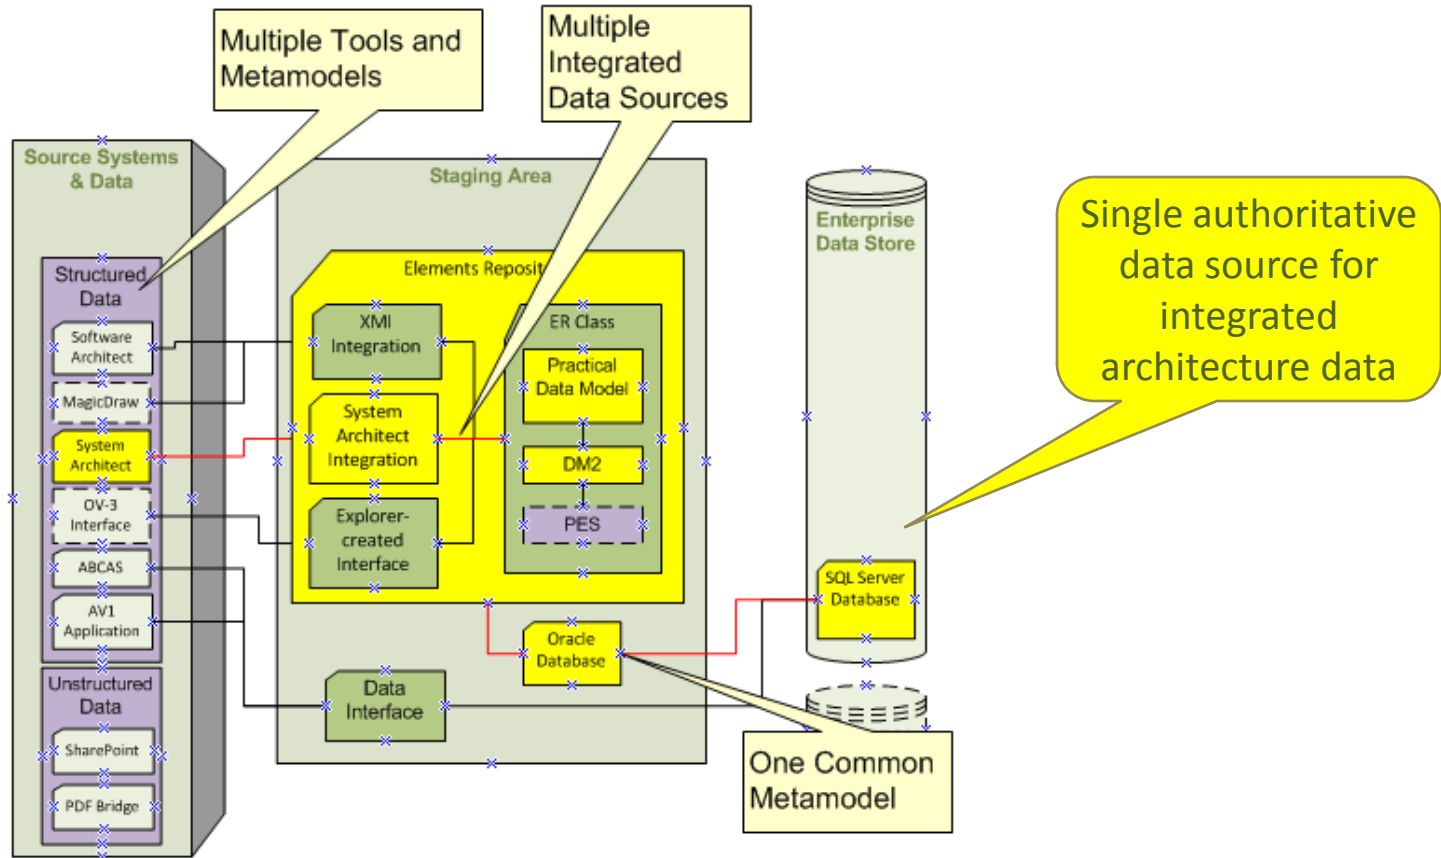 Multiple Tools and
Metamodels
Multiple
Integrated
Data Sources
Source Systems
& Data
Structured
Data
Software
Architect
MagicDraw
System
Architect
OV-3
Interface
ABCAS
AV1
Application
Unstructured
Data
SharePoint
PDF Bridge
Staging Area
Elements Reposit
XMI
Integration
System
Architect
Integration
Explorer-
created
Interface
ER Class
Practical
Data Model
DM2
PES
Oracle
Database
Data
Interface
Enterprise
Data Store
SQL Server
Database
One Common
Metamodel
Single authoritative
data source for
integrated
architecture data